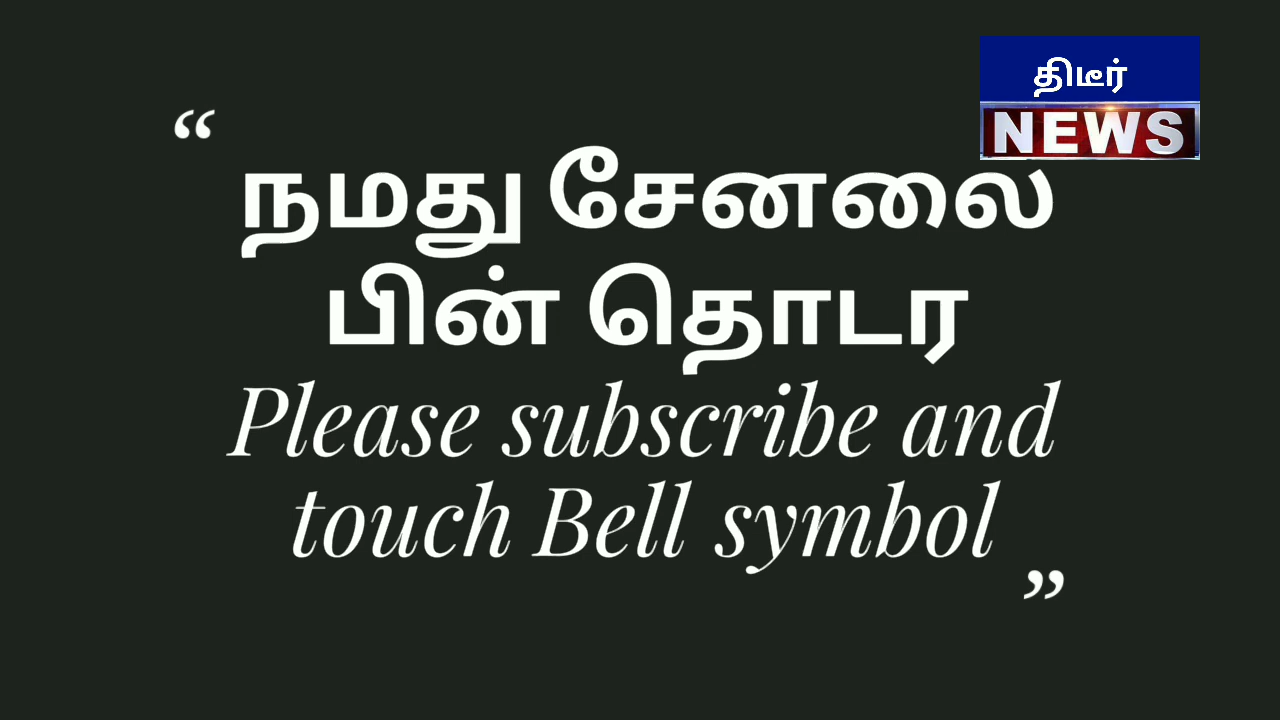 திடீர்
NEWS
“
நமது சேனலை
பின் தொடர
Please subscribe and
touch Bell symbol
”